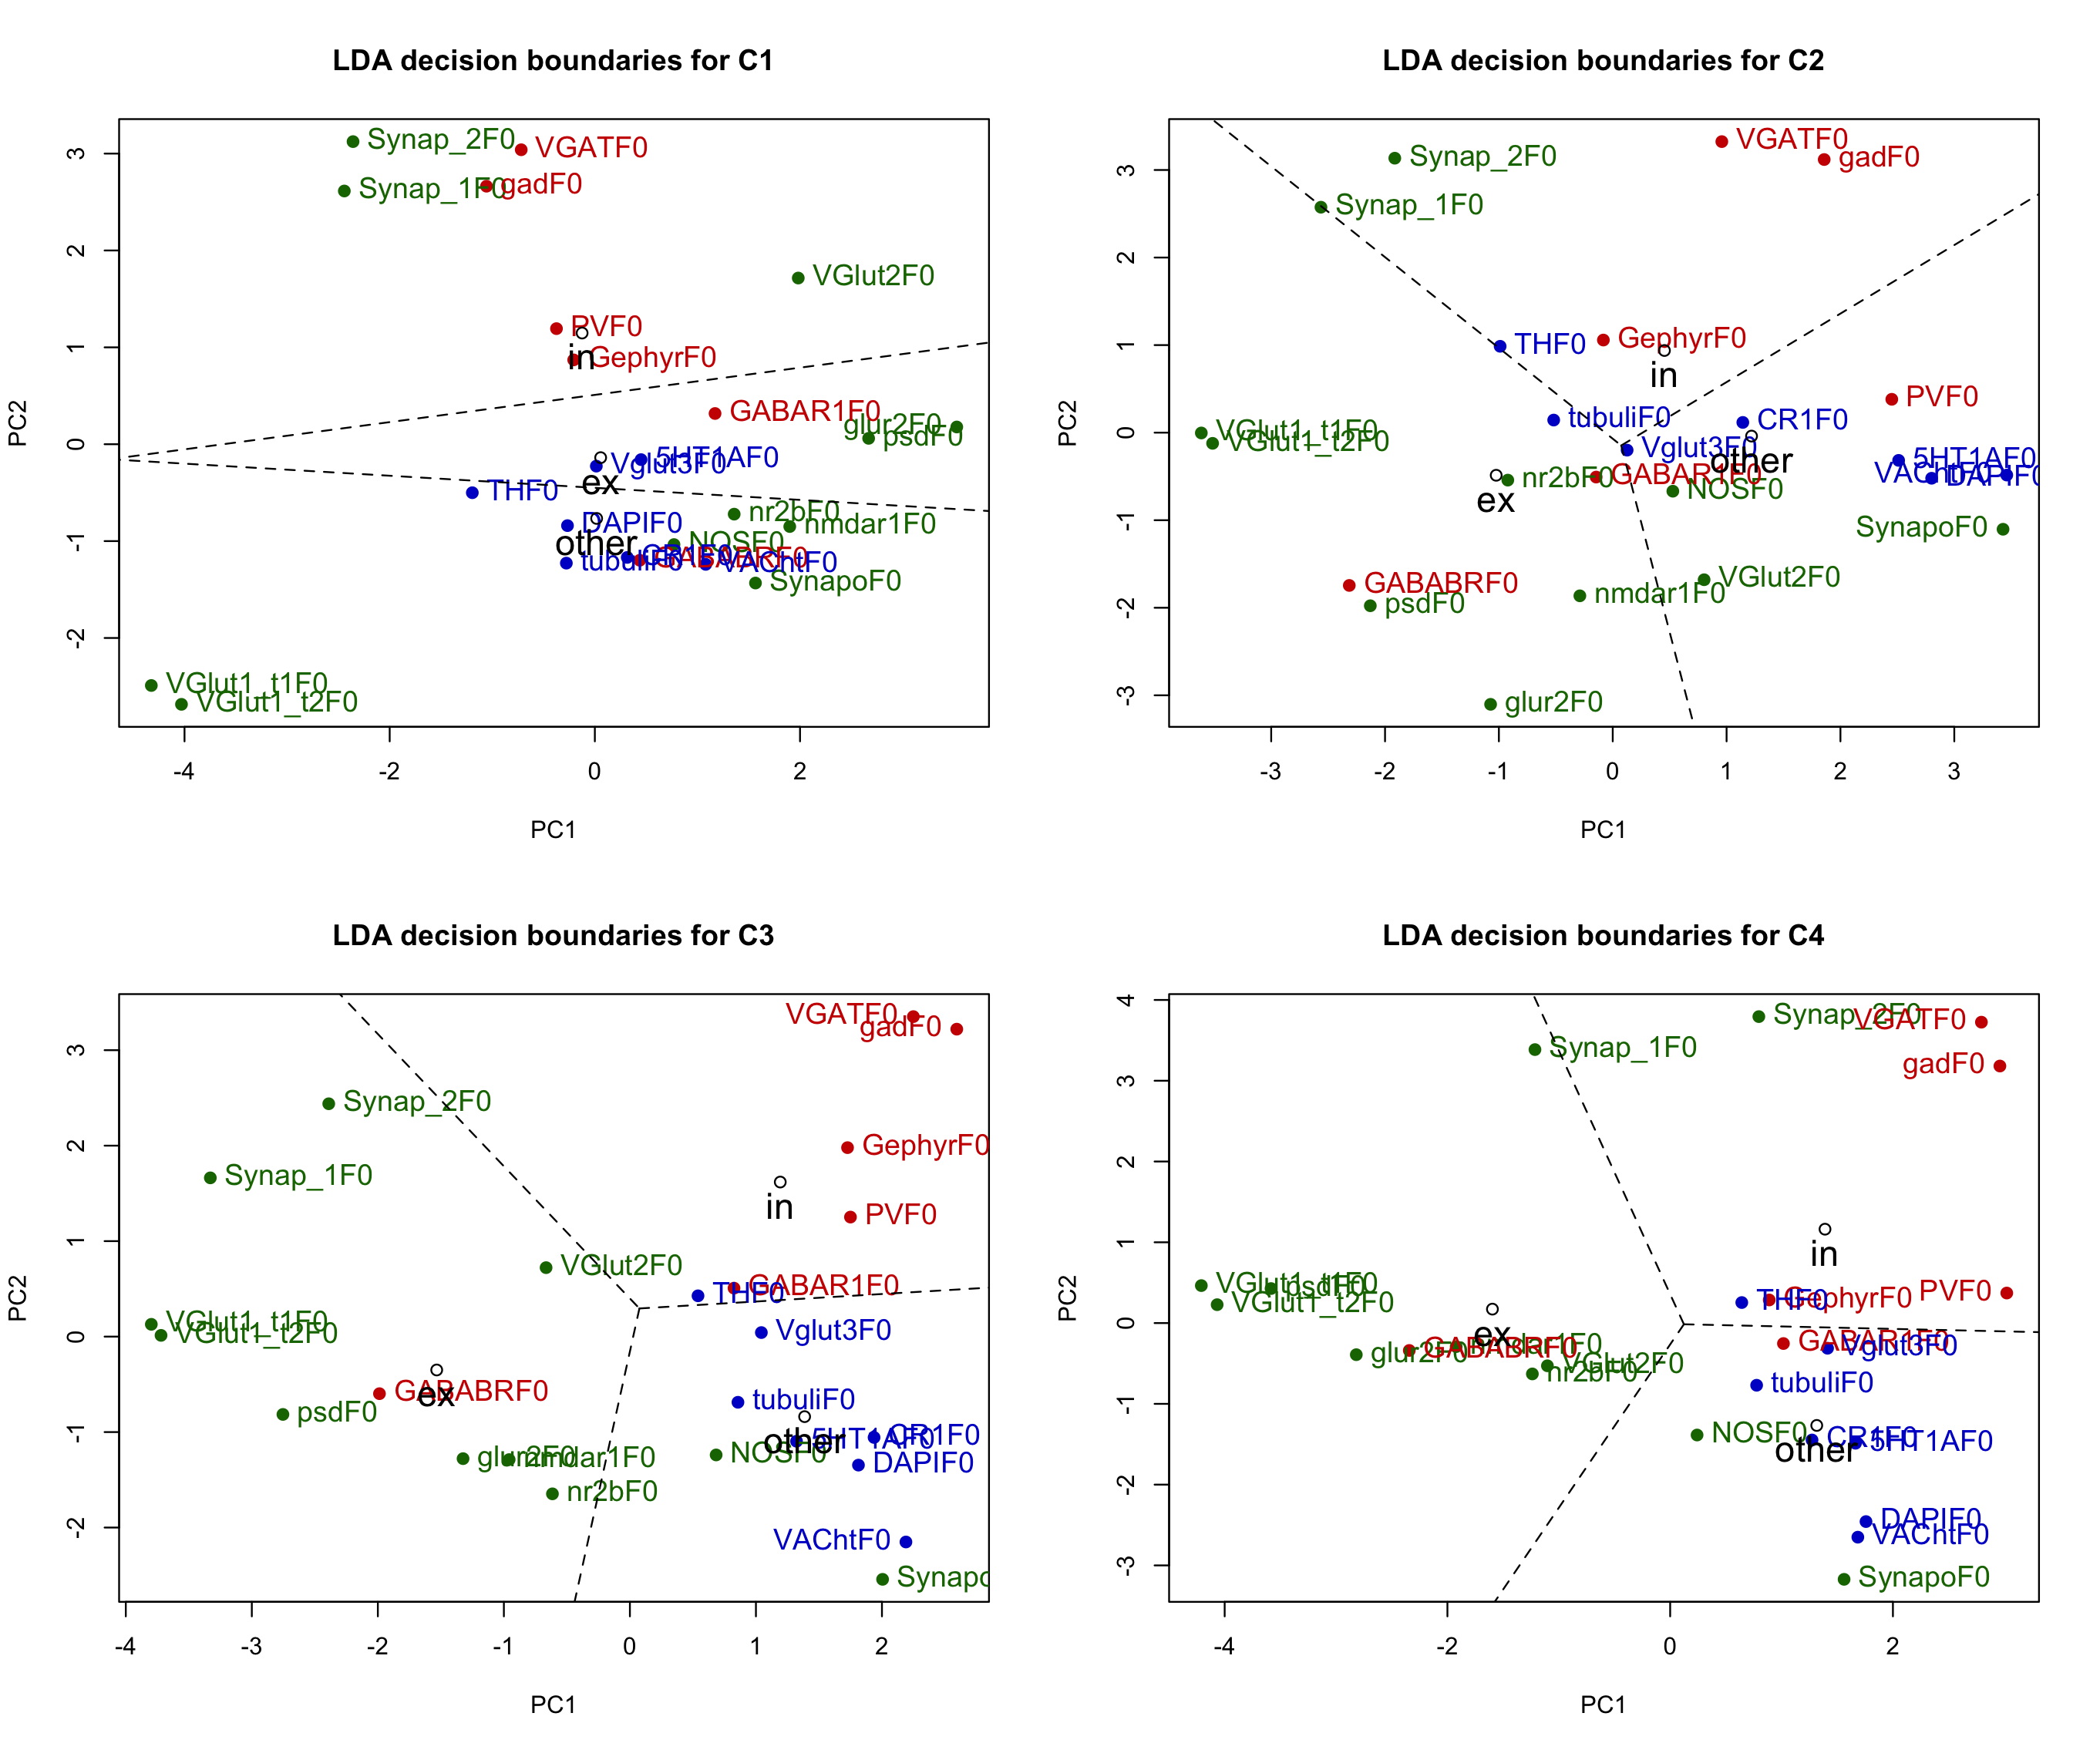 LDA decision boundaries for C1
PC2
3
2
1
0
-1
-2
Synap_2F0
VGATF0
Synap_1F0
gadF0
VGlut2F0
PVF0
in
GephyrF0
GABAR1F0
glur2F0
psdF0
5HT1AF0
Vglut3F0
ex
THF0
nr2bF0
DAPIF0
nmdar1F0
other
NOSF0
CR1F0
GABABRF0
tubuliF0
VAChtF0
SynapoF0
VGlut1_t1F0
VGlut1_t2F0
-4
-2
0
2
PC1
LDA decision boundaries for C2
PC2
3
2
1
0
-1
-2
-3
VGATF0
Synap_2F0
gadF0
Synap_1F0
THF0
GephyrF0
in
PVF0
tubuliF0
CR1F0
VGlut1_t1F0
VGlut1_t2F0
Vglut3F0
other
5HT1AF0
VAChtF0
DAPIF0
GABAR1F0
nr2bF0
ex
NOSF0
SynapoF0
GABABRF0
VGlut2F0
psdF0
nmdar1F0
glur2F0
-3
-2
-1
0
1
2
3
PC1
LDA decision boundaries for C3
PC2
3
2
1
0
-1
-2
VGATF0
gadF0
Synap_2F0
GephyrF0
Synap_1F0
in
PVF0
VGlut2F0
GABAR1F0
THF0
VGlut1_t1F0
VGlut1_t2F0
Vglut3F0
GABABRF0
ex
psdF0
tubuliF0
other
5HT1AF0
CR1F0
NOSF0
glur2F0
nmdar1F0
DAPIF0
nr2bF0
VAChtF0
Synapo
-4
-3
-2
-1
0
1
2
PC1
LDA decision boundaries for C4
PC2
4
3
2
1
0
-1
-2
-3
Synap_2F0
VGATF0
Synap_1F0
gadF0
in
VGlut1_t1F0
psdF0
VGlut1_t2F0
THF0
GephyrF0
PVF0
ex
glur2F0
GABABRF0
nmdar1F0
VGlut2F0
nr2bF0
GABAR1F0
Vglut3F0
tubuliF0
NOSF0
CR1F0
5HT1AF0
other
DAPIF0
VAChtF0
SynapoF0
-4
-2
0
2
PC1